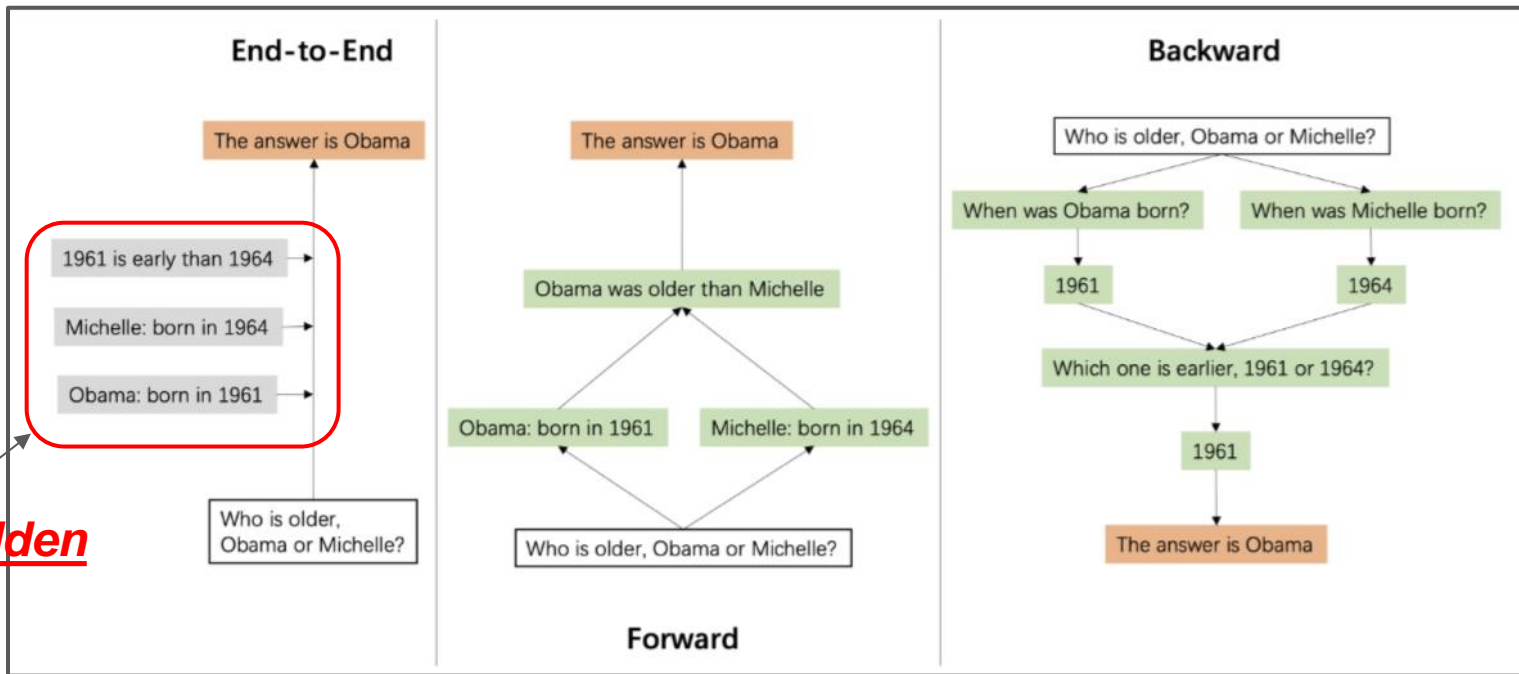 End-to-End
The answer is Obama
1961 is early than 1964
Michelle: born in 1964
Obama: born in 1961
Who is older,
Obama or Michelle?
The answer is Obama
Obama was older than Michelle
Obama: born in 1961
Michelle: born in 1964
Who is older, Obama or Michelle?
Forward
Backward
Who is older, Obama or Michelle?
When was Obama born?
When was Michelle born?
1961
1964
Which one is earlier, 1961 or 1964?
1961
The answer is Obama